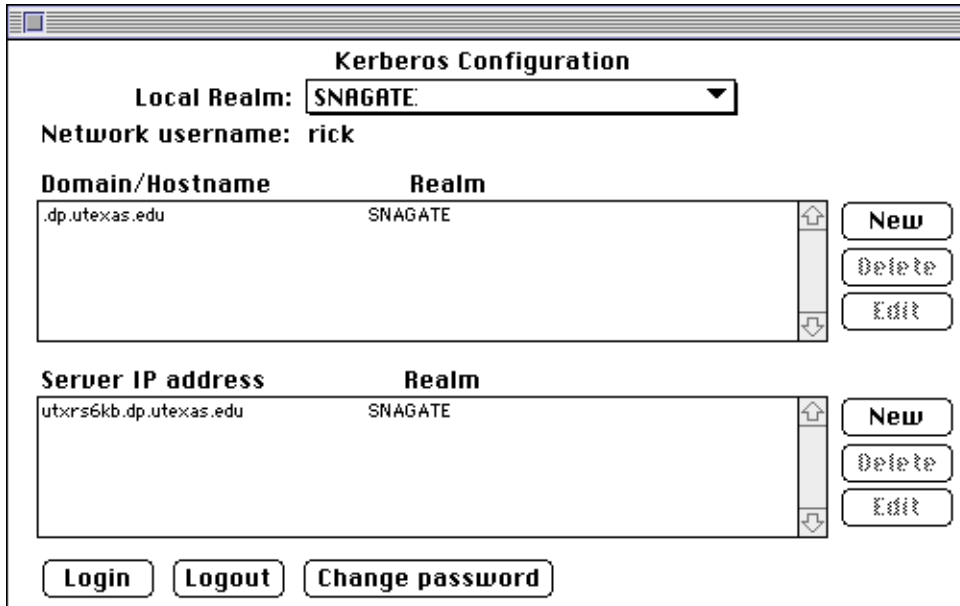 Kerberos Configuration
Local Realm: SNAGATE
Network username: rick
Domain/Hostname Realm
.dp.utexas.edu SNAGATE
New
Delete
Edit
Server IP address Realm
utxrs6kb.dp.utexas.edu SNAGATE
New
Delete
Edit
Login Logout Change password